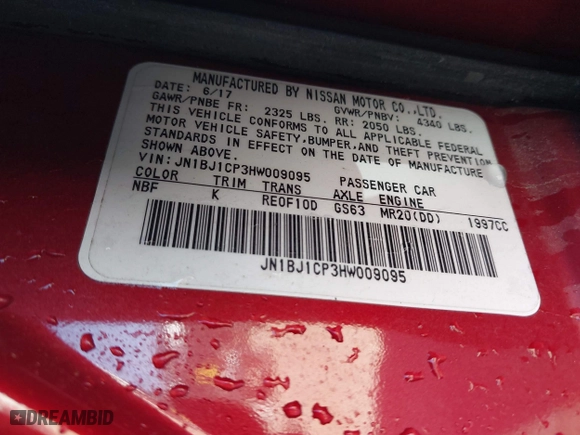 MANUFACTURED BY NISSAN MOTOR CO.,LTD.
DATE: 6/17 GVWR/PNBV: 4340 LBS.
GAWR/PNBE FR: 2325 LBS. RR: 2050 LBS.
THIS VEHICLE CONFORMS TO ALL APPLICABLE FEDERAL
MOTOR VEHICLE SAFETY,BUMPER,AND THEFT PREVENTION
STANDARDS IN EFFECT ON THE DATE OF MANUFACTURE
SHOWN ABOVE.
VIN: JN1BJ1CP3HW009095 PASSENGER CAR
COLOR TRIM TRANS AXLE ENGINE
NBF K RE0F10D GS63 MR20(DD) 1997CC
JN1BJ1CP3HW009095
DREAMBID